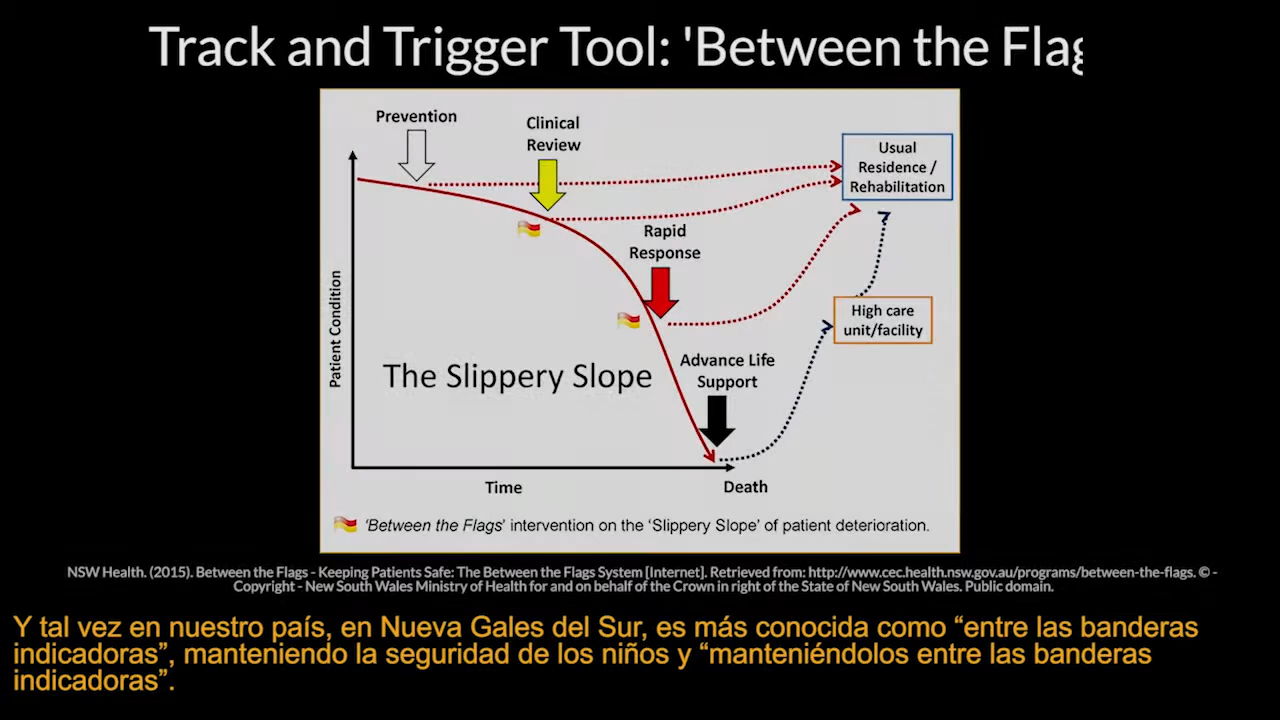 Track and Trigger Tool: 'Between the Flag
Prevention
Clinical
Review
Usual
Residence /
Rehabilitation
Rapid
Response
High care
unit/facility
Patient Condition
The Slippery Slope
Advance Life
Support
Time
Death
'Between the Flags' intervention on the ‘Slippery Slope’ of patient deterioration.
NSW Health. (2015). Between the Flags - Keeping Patients Safe: The Between the Flags System [Internet]. Retrieved from: http://www.cec.health.nsw.gov.au/programs/between-the-flags. © -
Copyright - New South Wales Ministry of Health for and on behalf of the Crown in right of the State of New South Wales. Public domain.
Y tal vez en nuestro país, en Nueva Gales del Sur, es más conocida como “entre las banderas
indicadoras”, manteniendo la seguridad de los niños y “manteniéndolos entre las banderas
indicadoras”.